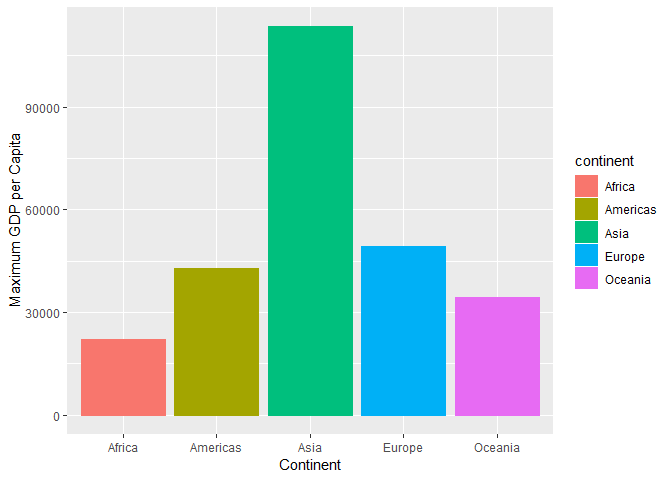 Maximum GDP per Capita
90000
60000
30000
0
Africa Americas Asia Europe Oceania
Continent
continent
Africa
Americas
Asia
Europe
Oceania